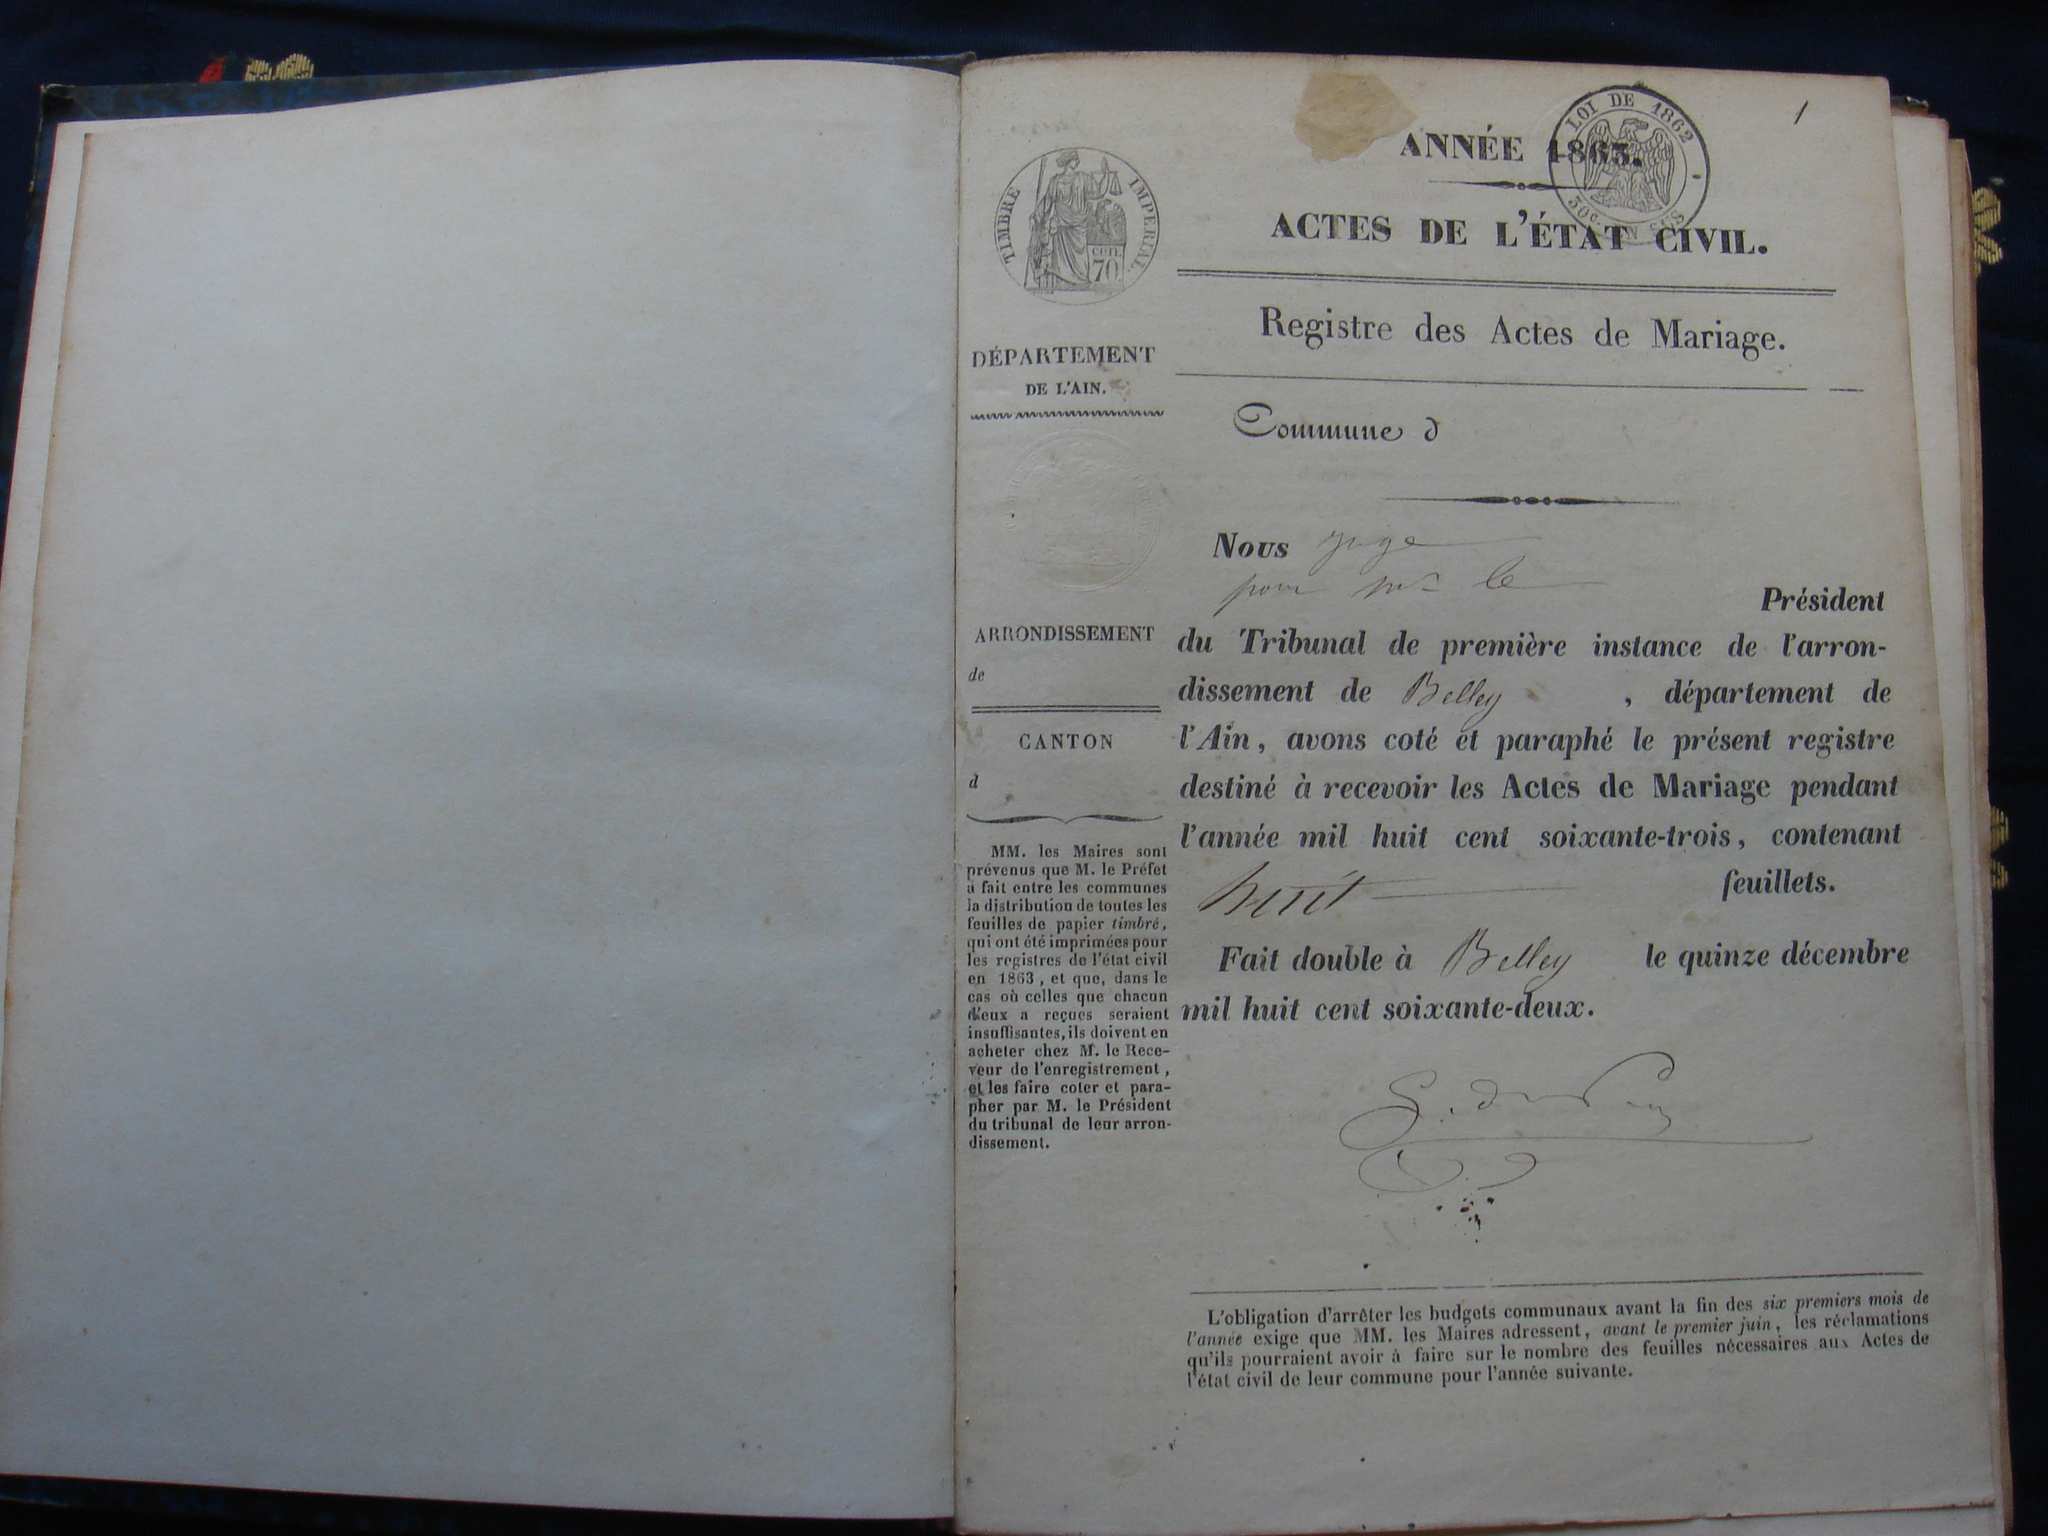 1
ANNÉE 1863.
LOI DE 1862
ACTES DE L'ÉTAT CIVIL.
Registre des Actes de Mariage.
Commune d
TIMBRE IMPÉRIAL.
70
DÉPARTEMENT
DE L'AIN.
ARRONDISSEMENT
de
CANTON
d
MM. les Maires sont
prévenus que M. le Préfet
a fait entre les communes
la distribution de toutes les
feuilles de papier timbré,
qui ont été imprimées pour
les registres de l'état civil
en 1863, et que, dans le
cas où celles que chacun
d'eux a reçues seraient
insuffisantes, ils doivent en
acheter chez M. le Rece-
veur de l'enregistrement,
et les faire coter et para-
pher par M. le Président
du tribunal de leur arron-
dissement.
Nous juge
pour Mr le
Président
du Tribunal de première instance de l'arron-
dissement de Belley , département de
l'Ain, avons coté et paraphé le présent registre
destiné à recevoir les Actes de Mariage pendant
l'année mil huit cent soixante-trois, contenant
huit feuillets.
Fait double à Belley le quinze décembre
mil huit cent soixante-deux.
L'obligation d'arrêter les budgets communaux avant la fin des six premiers mois de
l'année exige que MM. les Maires adressent, avant le premier juin, les réclamations
qu'ils pourraient avoir à faire sur le nombre des feuilles nécessaires aux Actes de
l'état civil de leur commune pour l'année suivante.